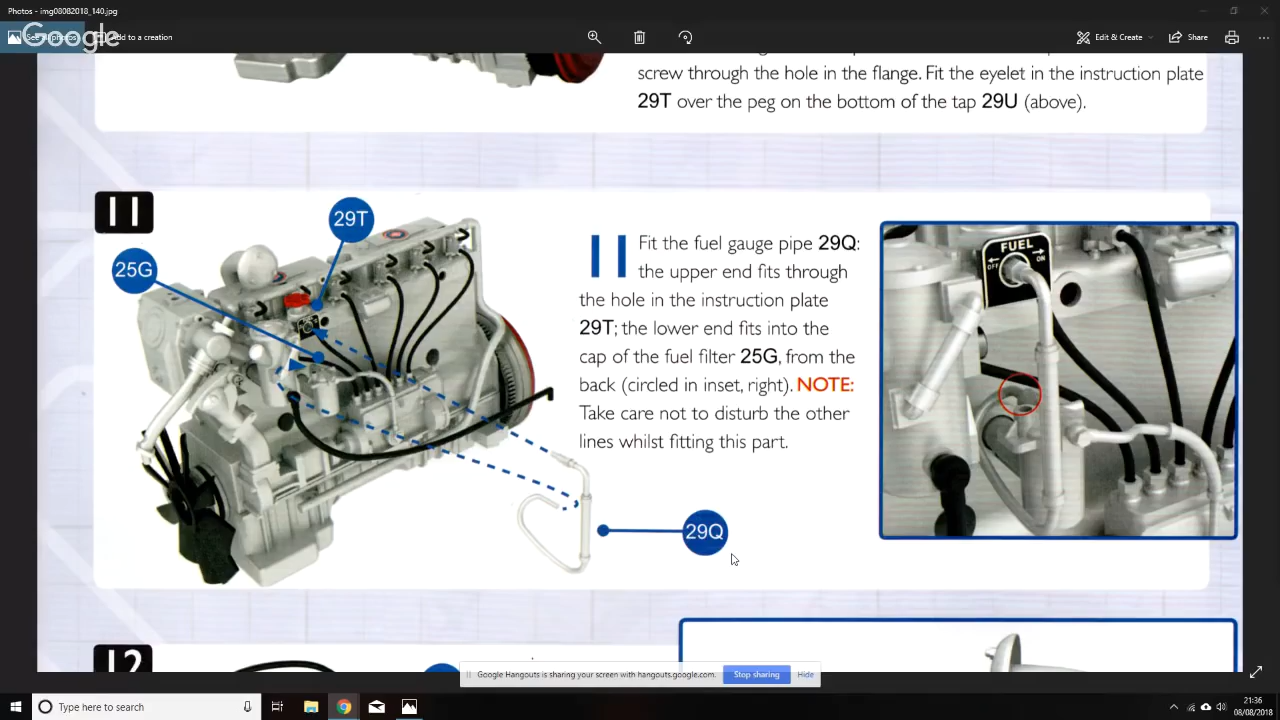 Photos - img08082018_140.jpg
Google
Add to a creation
Edit & Create
Share
screw through the hole in the flange. Fit the eyelet in the instruction plate
29T over the peg on the bottom of the tap 29U (above).
11
29T
25G
11 Fit the fuel gauge pipe 29Q:
the upper end fits through
the hole in the instruction plate
29T; the lower end fits into the
cap of the fuel filter 25G, from the
back (circled in inset, right). NOTE:
Take care not to disturb the other
lines whilst fitting this part.
FUEL
OFF
ON
29Q
12
Google Hangouts is sharing your screen with hangouts.google.com.
Stop sharing
Hide
Type here to search
21:36
08/08/2018